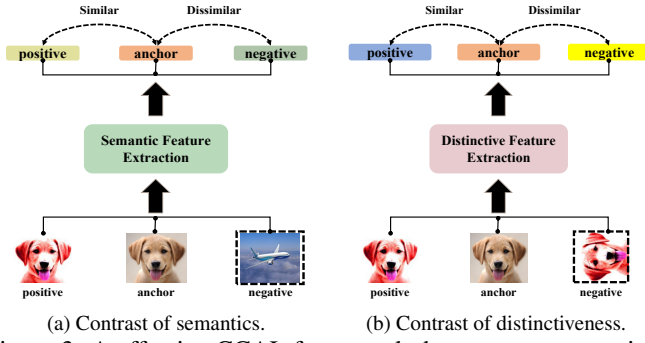 Similar Dissimilar
positive anchor negative
Semantic Feature
Extraction
positive anchor negative
(a) Contrast of semantics.
Similar Dissimilar
positive anchor negative
Distinctive Feature
Extraction
positive anchor negative
(b) Contrast of distinctiveness.